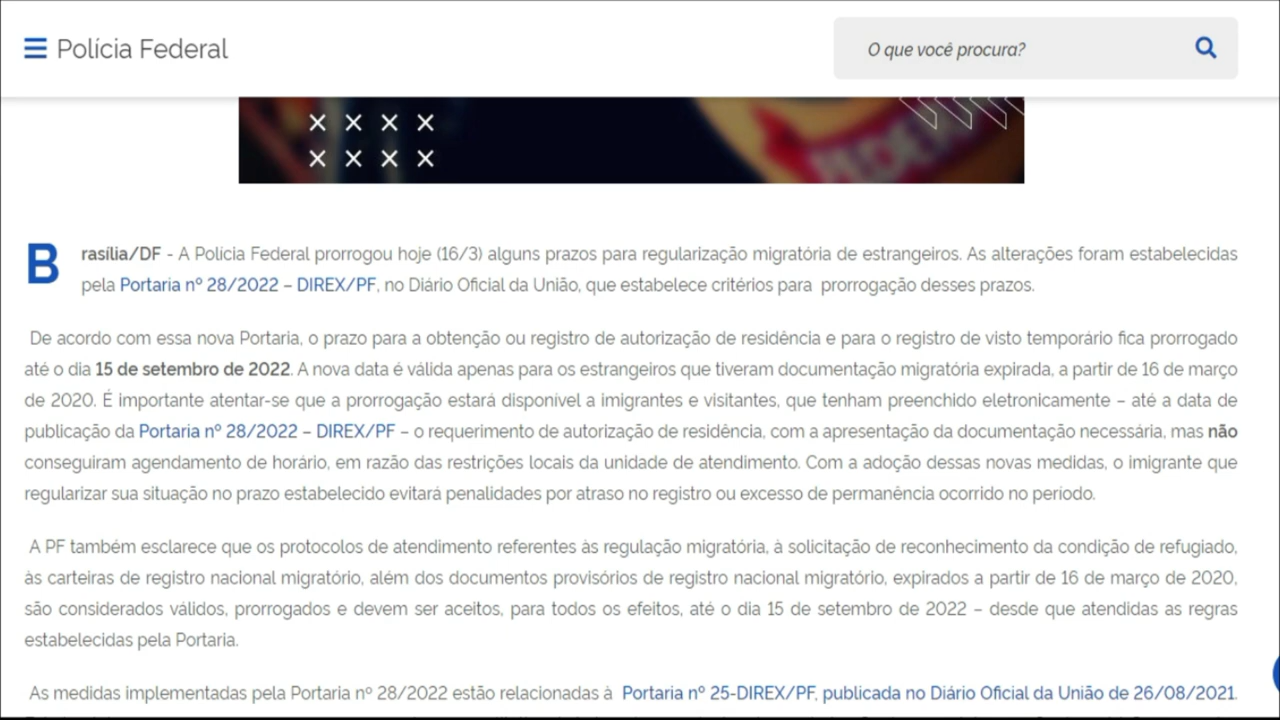 Polícia Federal
O que você procura?
Brasília/DF - A Polícia Federal prorrogou hoje (16/3) alguns prazos para regularização migratória de estrangeiros. As alterações foram estabelecidas
pela Portaria nº 28/2022 – DIREX/PF, no Diário Oficial da União, que estabelece critérios para prorrogação desses prazos.
De acordo com essa nova Portaria, o prazo para a obtenção ou registro de autorização de residência e para o registro de visto temporário fica prorrogado
até o dia 15 de setembro de 2022. A nova data é válida apenas para os estrangeiros que tiveram documentação migratória expirada, a partir de 16 de março
de 2020. É importante atentar-se que a prorrogação estará disponível a imigrantes e visitantes, que tenham preenchido eletronicamente – até a data de
publicação da Portaria nº 28/2022 – DIREX/PF – o requerimento de autorização de residência, com a apresentação da documentação necessária, mas não
conseguiram agendamento de horário, em razão das restrições locais da unidade de atendimento. Com a adoção dessas novas medidas, o imigrante que
regularizar sua situação no prazo estabelecido evitará penalidades por atraso no registro ou excesso de permanência ocorrido no período.
A PF também esclarece que os protocolos de atendimento referentes às regulação migratória, à solicitação de reconhecimento da condição de refugiado,
às carteiras de registro nacional migratório, além dos documentos provisórios de registro nacional migratório, expirados a partir de 16 de março de 2020,
são considerados válidos, prorrogados e devem ser aceitos, para todos os efeitos, até o dia 15 de setembro de 2022 – desde que atendidas as regras
estabelecidas pela Portaria.
As medidas implementadas pela Portaria nº 28/2022 estão relacionadas à Portaria nº 25-DIREX/PF, publicada no Diário Oficial da União de 26/08/2021.